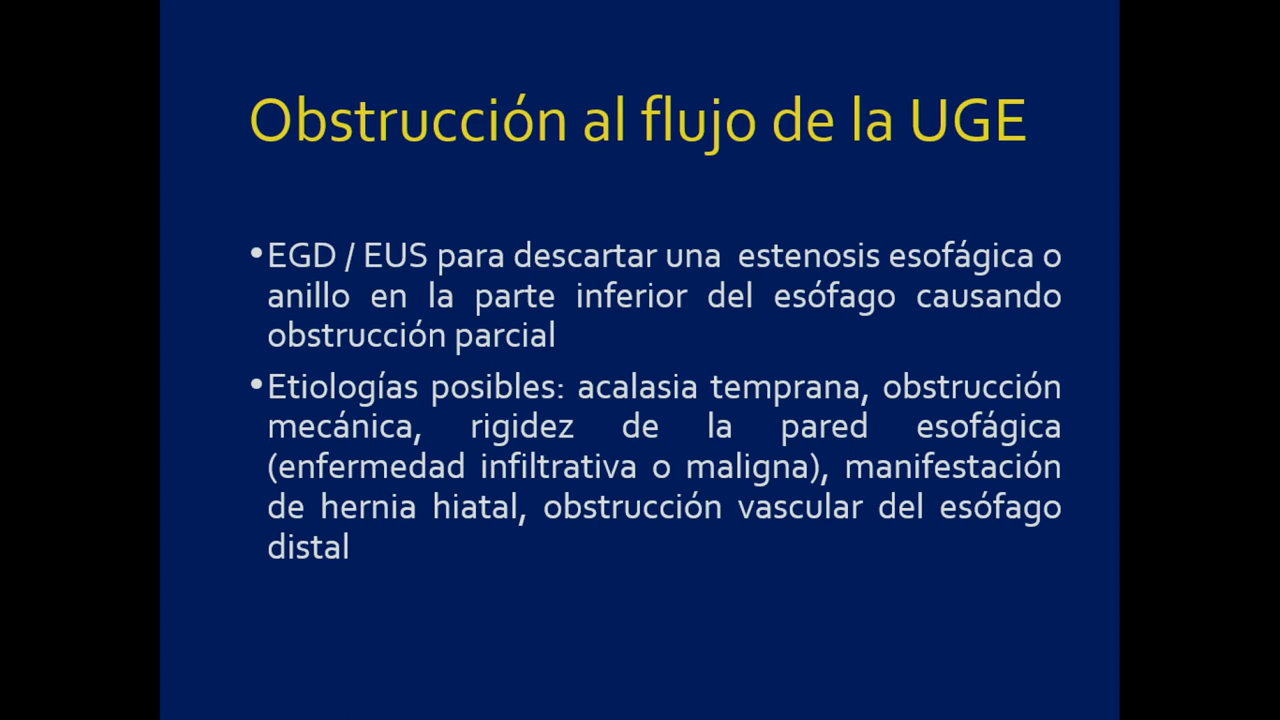 Obstrucción al flujo de la UGE
•EGD / EUS para descartar una estenosis esofágica o
anillo en la parte inferior del esófago causando
obstrucción parcial
•Etiologías posibles: acalasia temprana, obstrucción
mecánica, rigidez de la pared esofágica
(enfermedad infiltrativa o maligna), manifestación
de hernia hiatal, obstrucción vascular del esófago
distal